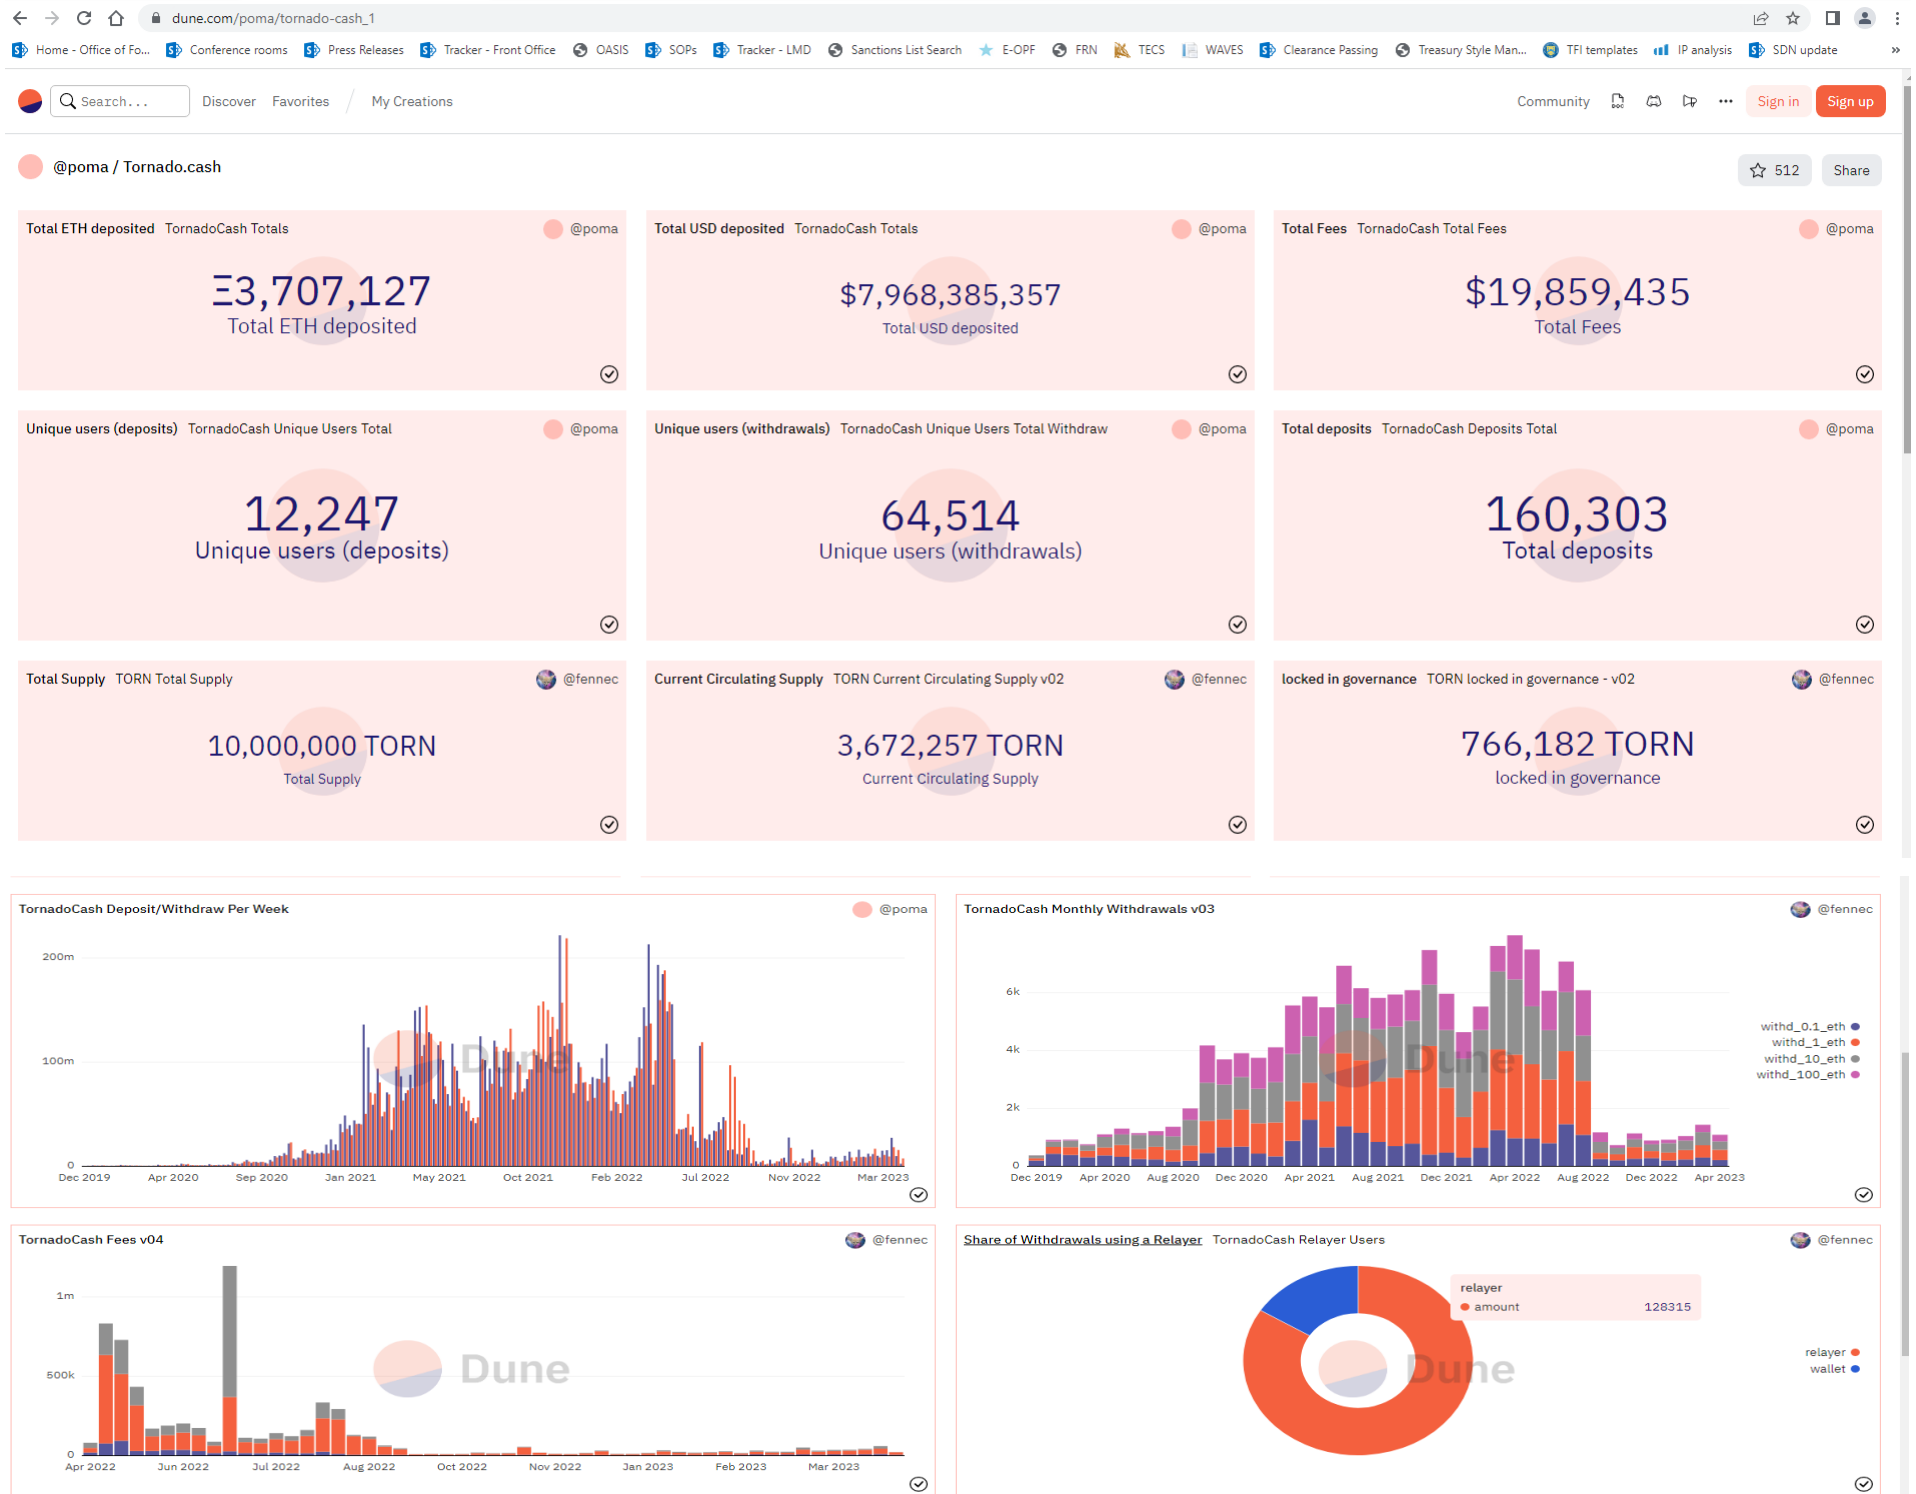 dune.com/poma/tornado-cash_1
Home - Office of Fo... Conference rooms Press Releases Tracker - Front Office OASIS SOPs Tracker - LMD Sanctions List Search E-OPF FRN TECS WAVES Clearance Passing Treasury Style Man... TFI templates IP analysis SDN update »
Search... Discover Favorites / My Creations Community Sign in Sign up
@poma / Tornado.cash 512 Share
Total ETH deposited TornadoCash Totals @poma
Ξ3,707,127
Total ETH deposited
Total USD deposited TornadoCash Totals @poma
$7,968,385,357
Total USD deposited
Total Fees TornadoCash Total Fees @poma
$19,859,435
Total Fees
Unique users (deposits) TornadoCash Unique Users Total @poma
12,247
Unique users (deposits)
Unique users (withdrawals) TornadoCash Unique Users Total Withdraw @poma
64,514
Unique users (withdrawals)
Total deposits TornadoCash Deposits Total @poma
160,303
Total deposits
Total Supply TORN Total Supply @fennec
10,000,000 TORN
Total Supply
Current Circulating Supply TORN Current Circulating Supply v02 @fennec
3,672,257 TORN
Current Circulating Supply
locked in governance TORN locked in governance - v02 @fennec
766,182 TORN
locked in governance
TornadoCash Deposit/Withdraw Per Week @poma
200m
100m
0
Dune
Dec 2019 Apr 2020 Sep 2020 Jan 2021 May 2021 Oct 2021 Feb 2022 Jul 2022 Nov 2022 Mar 2023
TornadoCash Monthly Withdrawals v03 @fennec
6k
4k
2k
0
Dune
withd_0.1_eth
withd_1_eth
withd_10_eth
withd_100_eth
Dec 2019 Apr 2020 Aug 2020 Dec 2020 Apr 2021 Aug 2021 Dec 2021 Apr 2022 Aug 2022 Dec 2022 Apr 2023
TornadoCash Fees v04 @fennec
1m
500k
0
Dune
Apr 2022 Jun 2022 Jul 2022 Aug 2022 Oct 2022 Nov 2022 Jan 2023 Feb 2023 Mar 2023
Share of Withdrawals using a Relayer TornadoCash Relayer Users @fennec
relayer
amount 128315
Dune
relayer
wallet